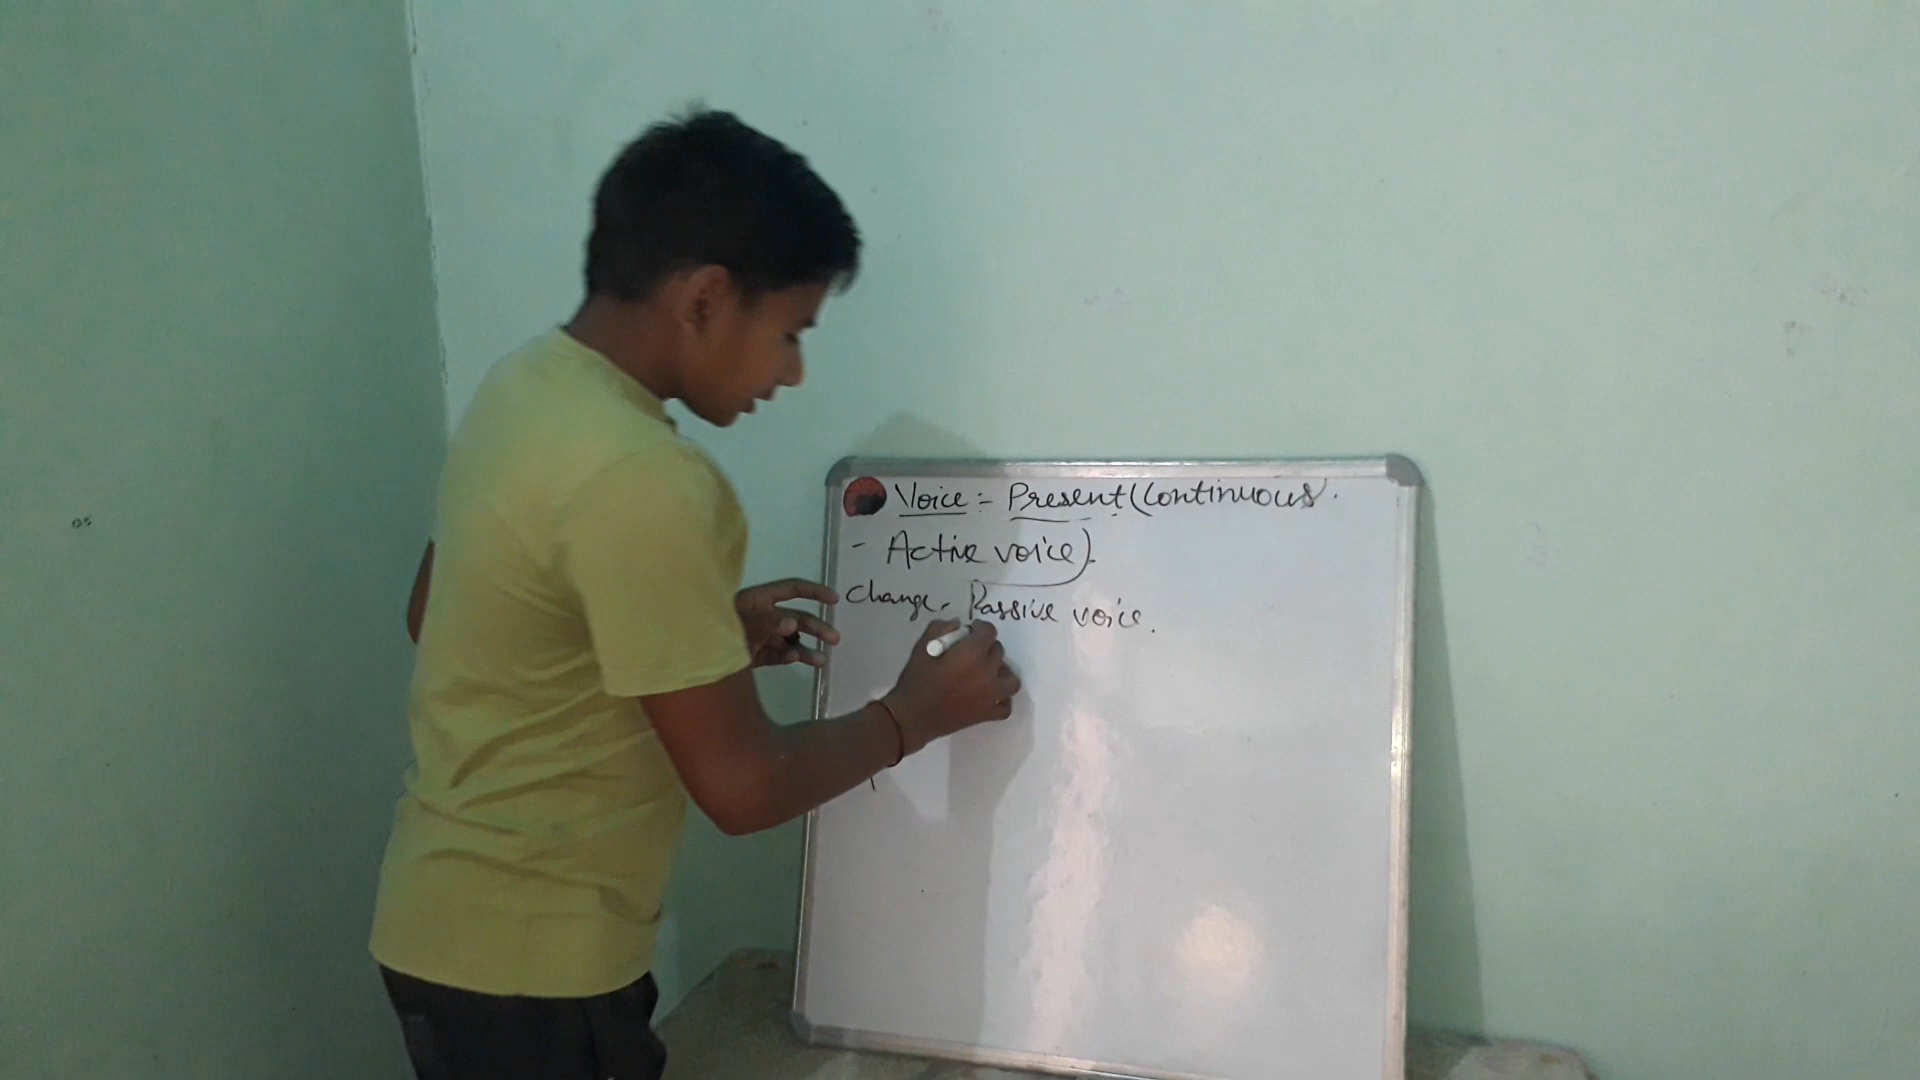 Voice :- Present (Continuous.
- Active voice).
Change - Passive voice.